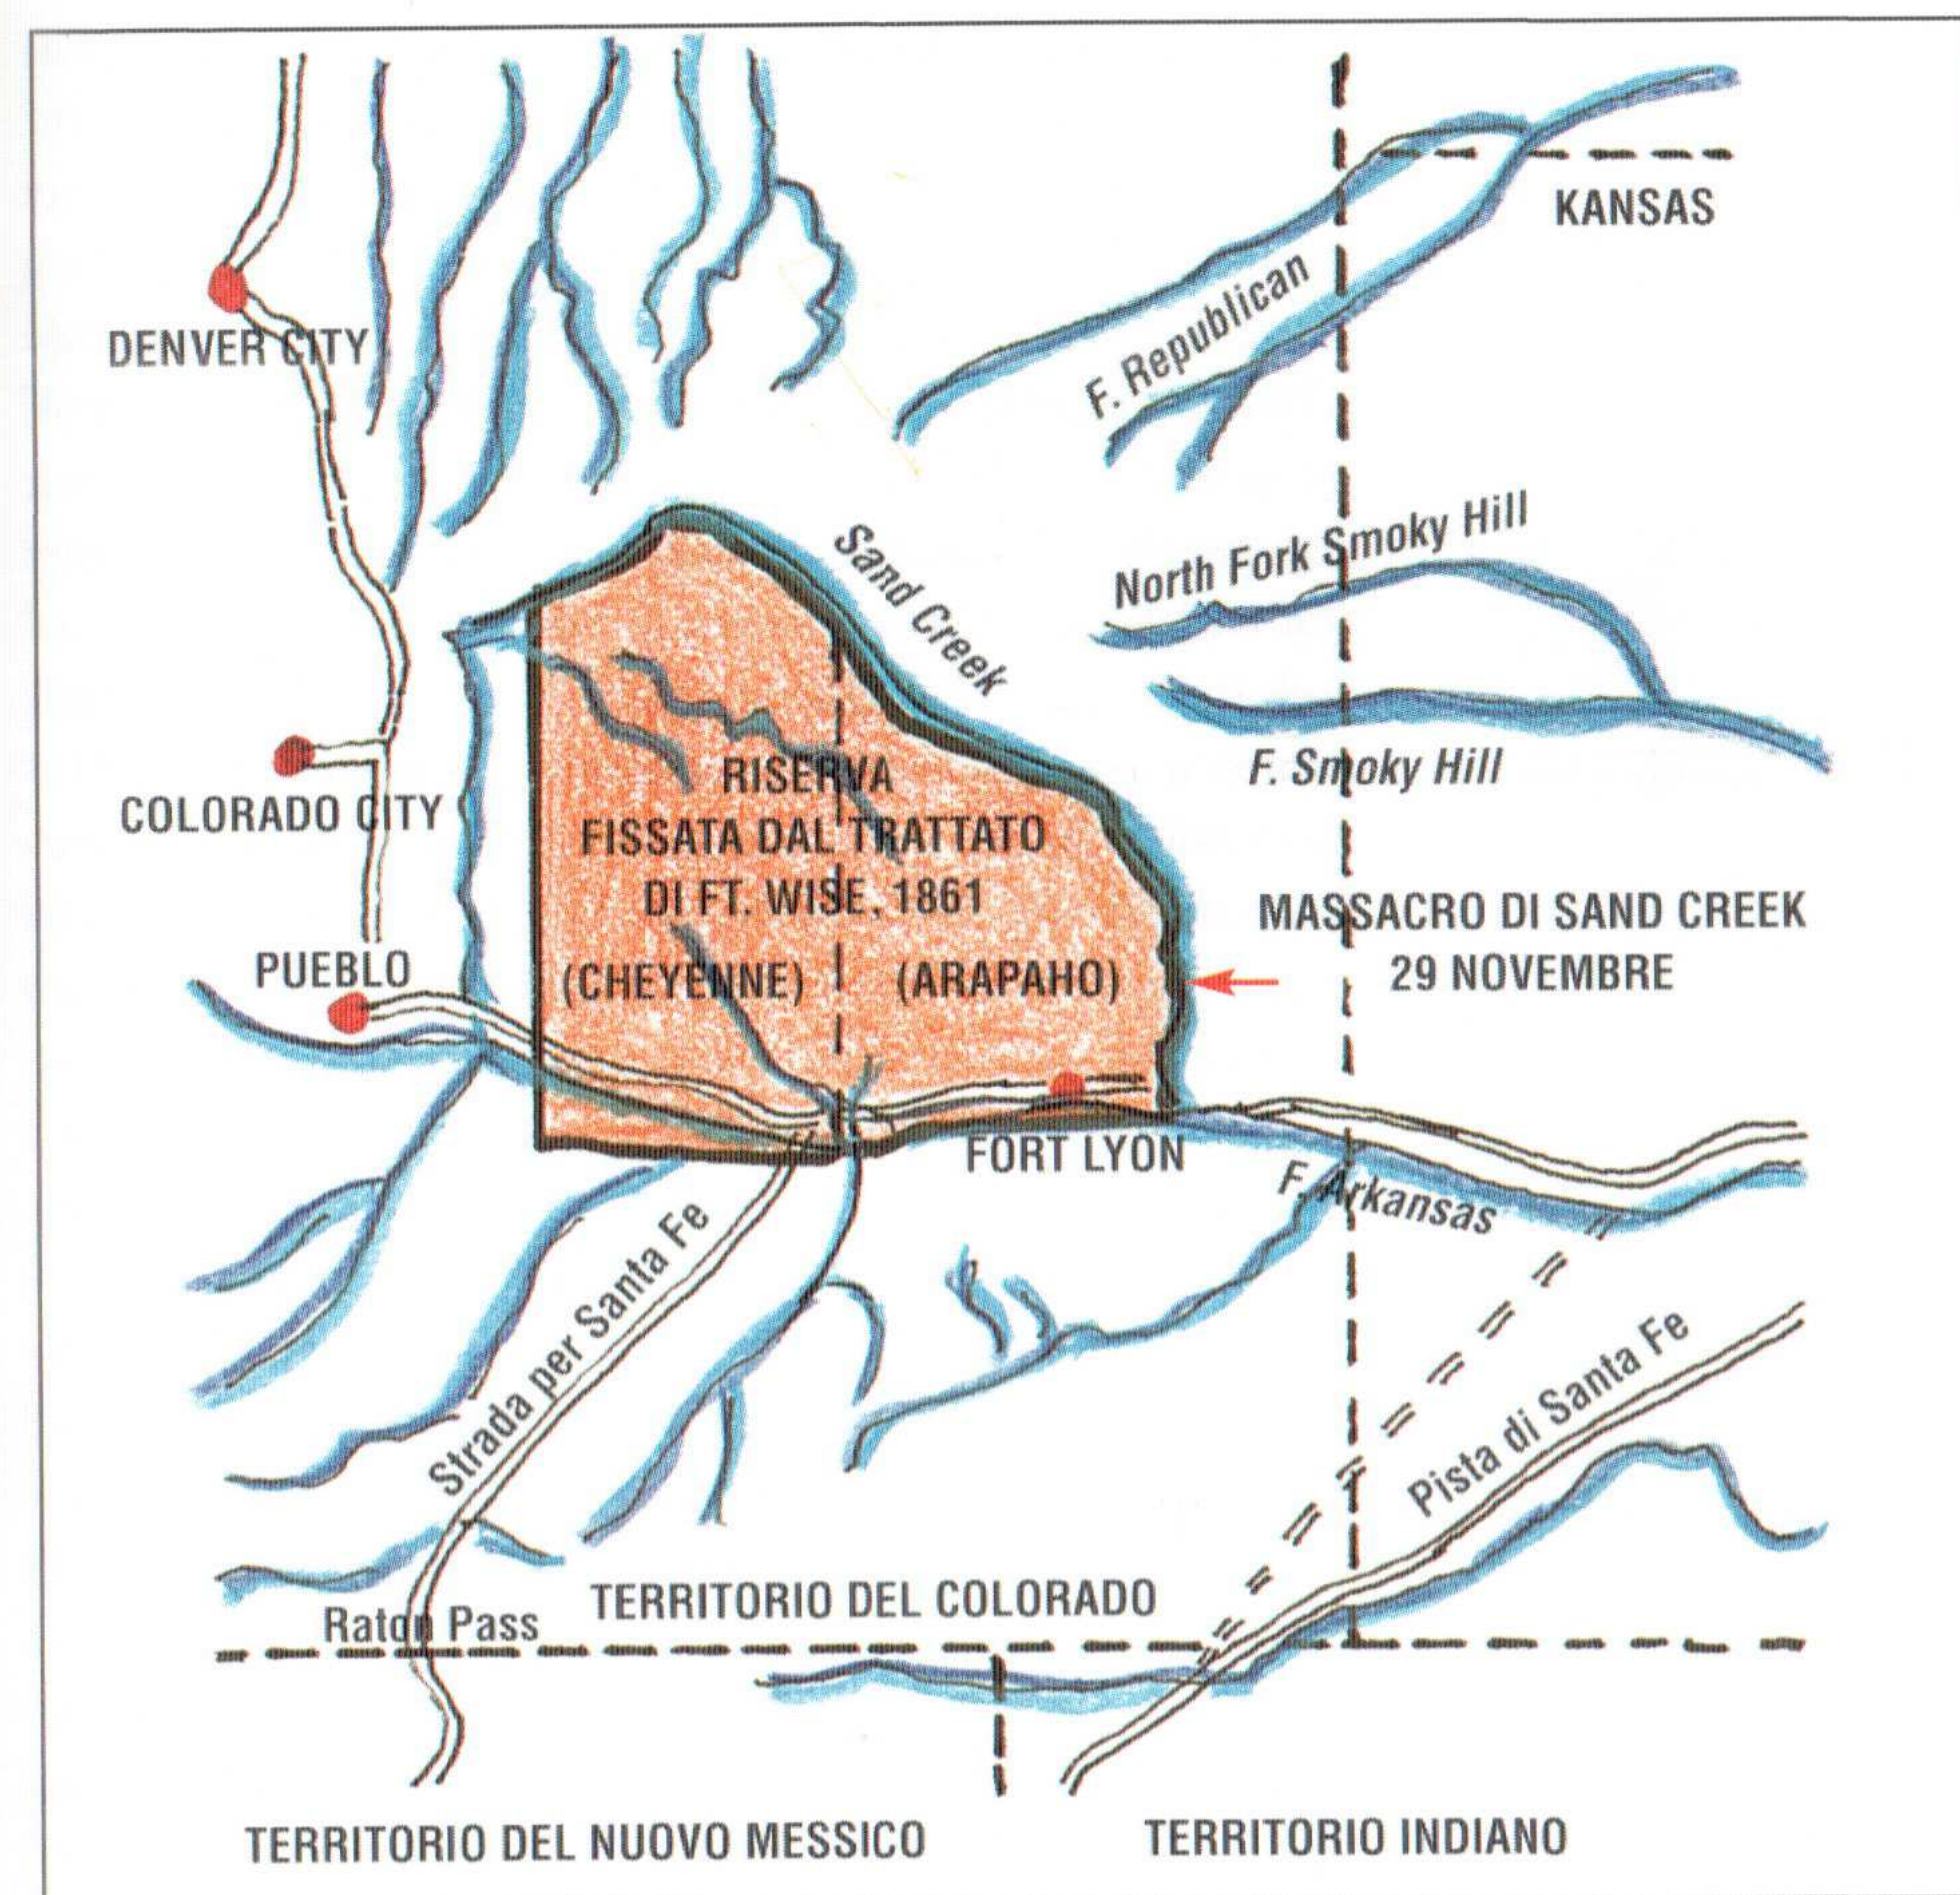 KANSAS
F. Republican
DENVER CITY
Sand Creek
North Fork Smoky Hill
F. Smoky Hill
COLORADO CITY
RISERVA
FISSATA DAL TRATTATO
DI FT. WISE, 1861
(CHEYENNE) (ARAPAHO)
MASSACRO DI SAND CREEK
29 NOVEMBRE
PUEBLO
FORT LYON
F. Arkansas
Strada per Santa Fe
Pista di Santa Fe
TERRITORIO DEL COLORADO
Raton Pass
TERRITORIO DEL NUOVO MESSICO
TERRITORIO INDIANO